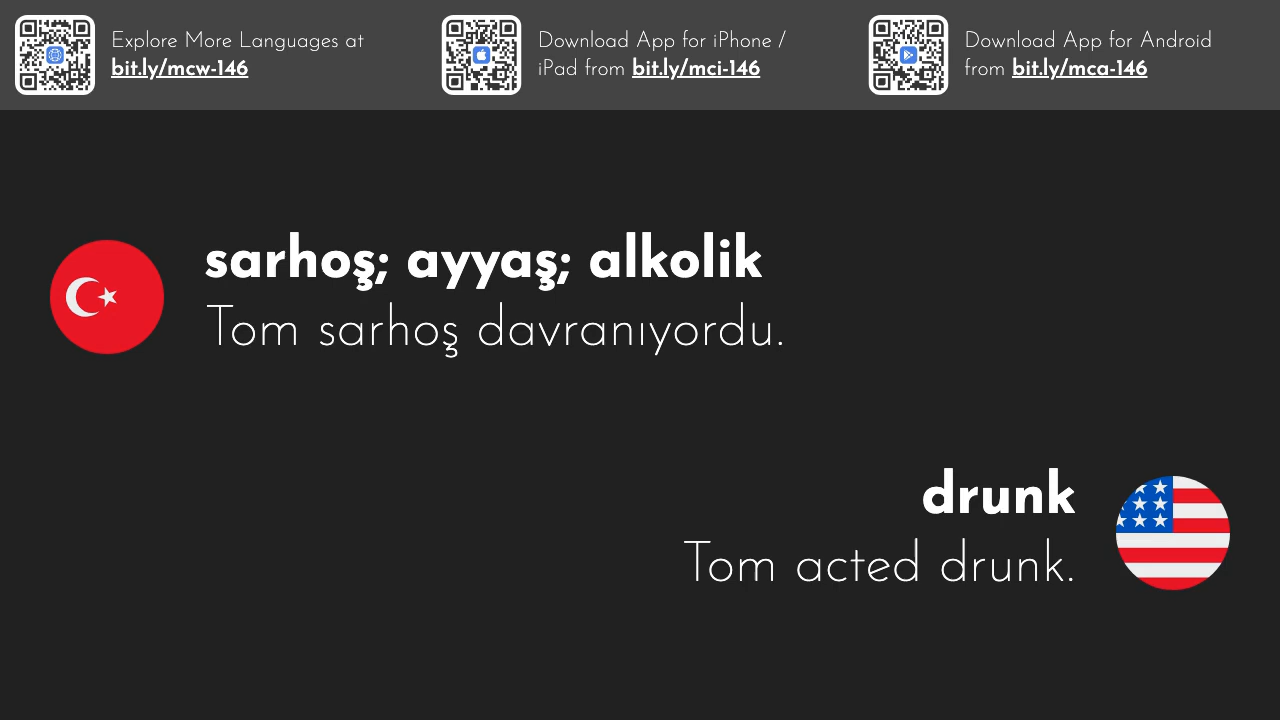 Explore More Languages at
bit.ly/mcw-146
Download App for iPhone /
iPad from bit.ly/mci-146
Download App for Android
from bit.ly/mca-146
sarhoş; ayyaş; alkolik
Tom sarhoş davranıyordu.
drunk
Tom acted drunk.